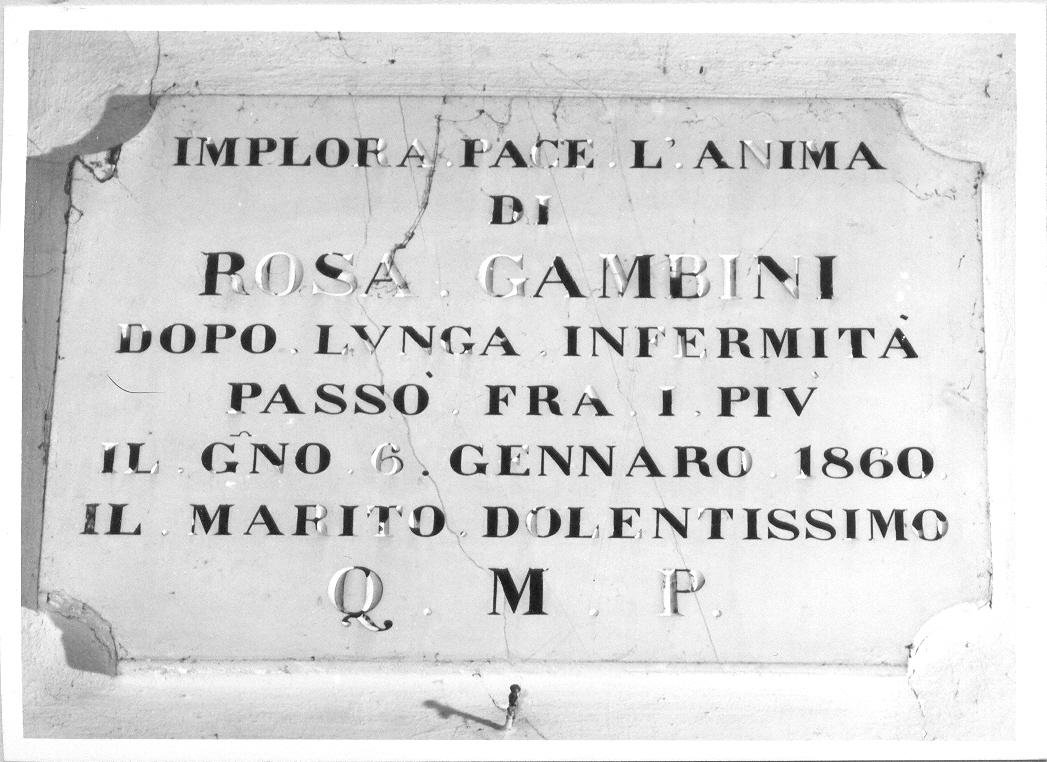 IMPLORA . PACE . L'. ANIMA
DI
ROSA . GAMBINI
DOPO . LVNGA . INFERMITÀ
PASSÒ . FRA . I . PIV̀
IL . G̃NO . 6 . GENNARO . 1860 .
IL . MARITO . DOLENTISSIMO
Q . M . P .